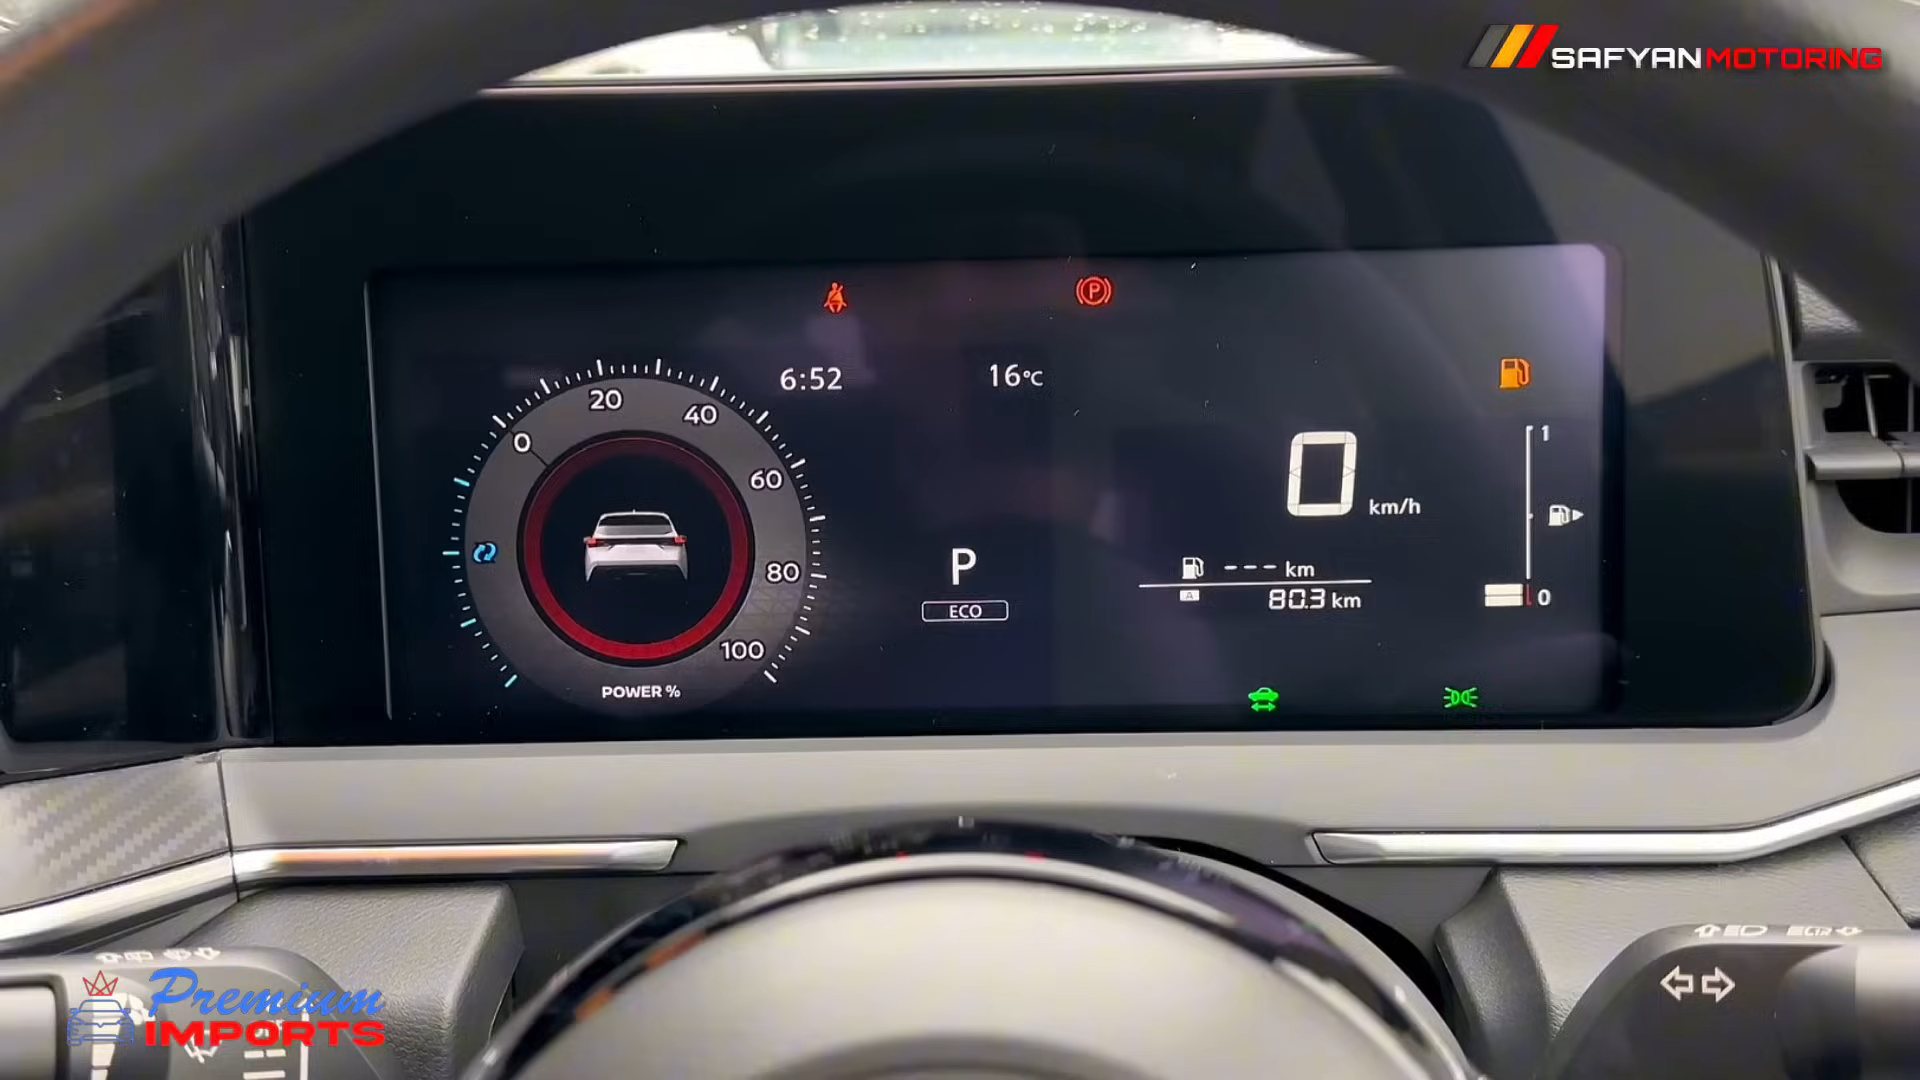 SAFYANMOTORING
P
6:52
16°C
20
40
0
60
80
100
POWER %
P
ECO
0 km/h
--- km
A
80.3 km
1
0
Premium
IMPORTS